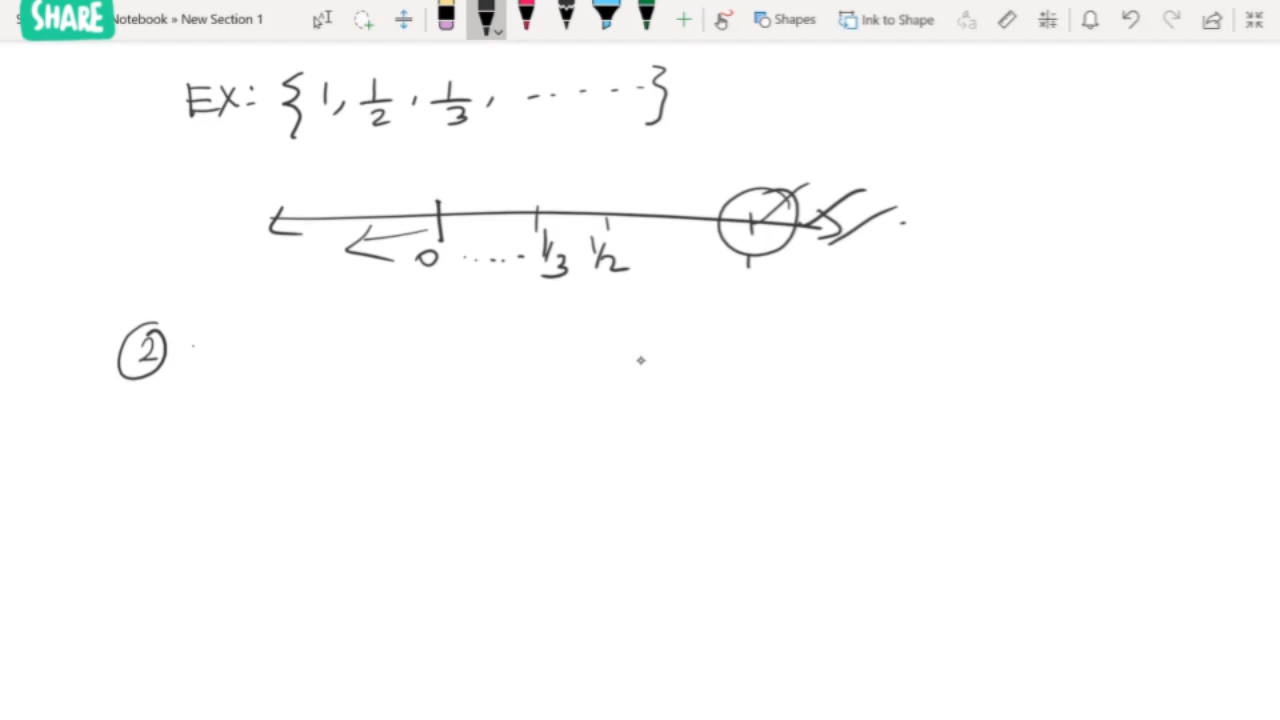 SHARE
Notebook » New Section 1
Shapes
Ink to Shape
EX: { 1, 1/2, 1/3, ....... }
0 ...... 1/3 1/2 1
②